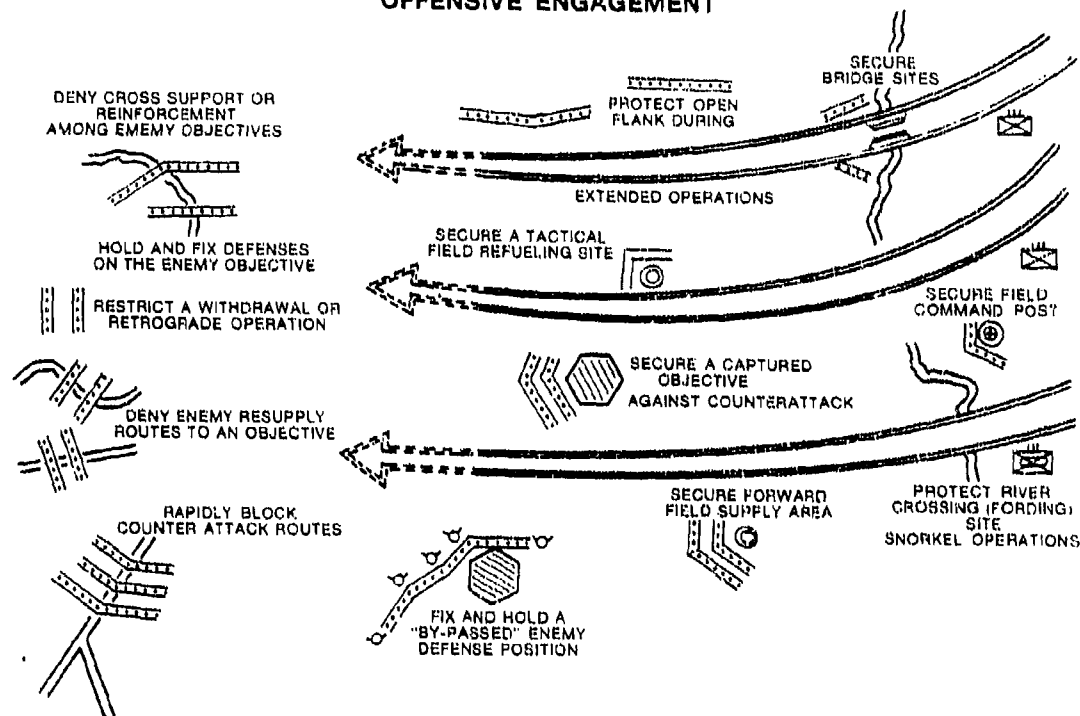 OFFENSIVE ENGAGEMENT
SECURE
BRIDGE SITES
DENY CROSS SUPPORT OR
REINFORCEMENT
AMONG EMEMY OBJECTIVES
PROTECT OPEN
FLANK DURING
EXTENDED OPERATIONS
HOLD AND FIX DEFENSES
ON THE ENEMY OBJECTIVE
SECURE A TACTICAL
FIELD REFUELING SITE
RESTRICT A WITHDRAWAL OR
RETROGRADE OPERATION
SECURE FIELD
COMMAND POST
SECURE A CAPTURED
OBJECTIVE
AGAINST COUNTERATTACK
DENY ENEMY RESUPPLY
ROUTES TO AN OBJECTIVE
RAPIDLY BLOCK
COUNTER ATTACK ROUTES
SECURE FORWARD
FIELD SUPPLY AREA
PROTECT RIVER
CROSSING (FORDING)
SITE
SNORKEL OPERATIONS
FIX AND HOLD A
"BY-PASSED" ENEMY
DEFENSE POSITION